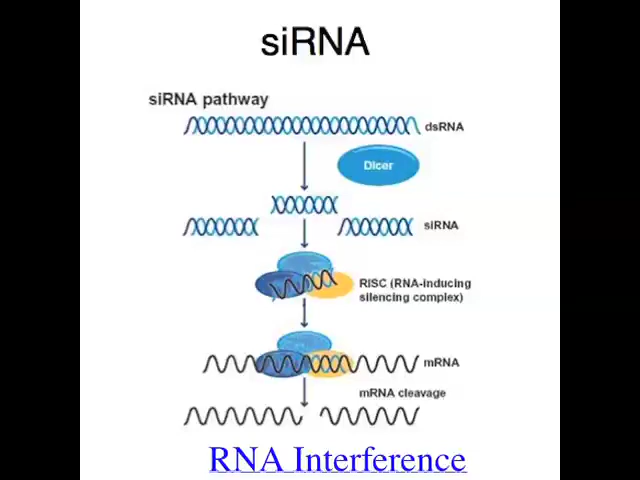 siRNA
siRNA pathway
dsRNA
Dicer
siRNA
RISC (RNA-inducing
silencing complex)
mRNA
mRNA cleavage
RNA Interference